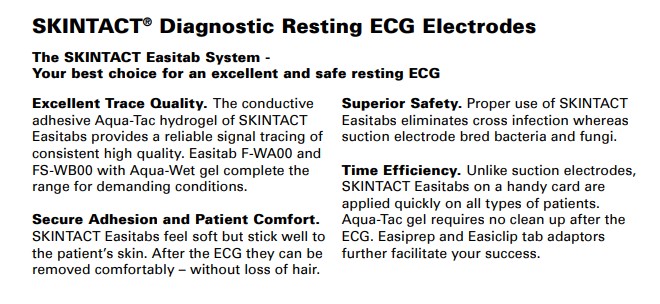 SKINTACT® Diagnostic Resting ECG Electrodes
The SKINTACT Easitab System -
Your best choice for an excellent and safe resting ECG
Excellent Trace Quality. The conductive
adhesive Aqua-Tac hydrogel of SKINTACT
Easitabs provides a reliable signal tracing of
consistent high quality. Easitab F-WA00 and
FS-WB00 with Aqua-Wet gel complete the
range for demanding conditions.
Secure Adhesion and Patient Comfort.
SKINTACT Easitabs feel soft but stick well to
the patient's skin. After the ECG they can be
removed comfortably – without loss of hair.
Superior Safety. Proper use of SKINTACT
Easitabs eliminates cross infection whereas
suction electrode bred bacteria and fungi.
Time Efficiency. Unlike suction electrodes,
SKINTACT Easitabs on a handy card are
applied quickly on all types of patients.
Aqua-Tac gel requires no clean up after the
ECG. Easiprep and Easiclip tab adaptors
further facilitate your success.